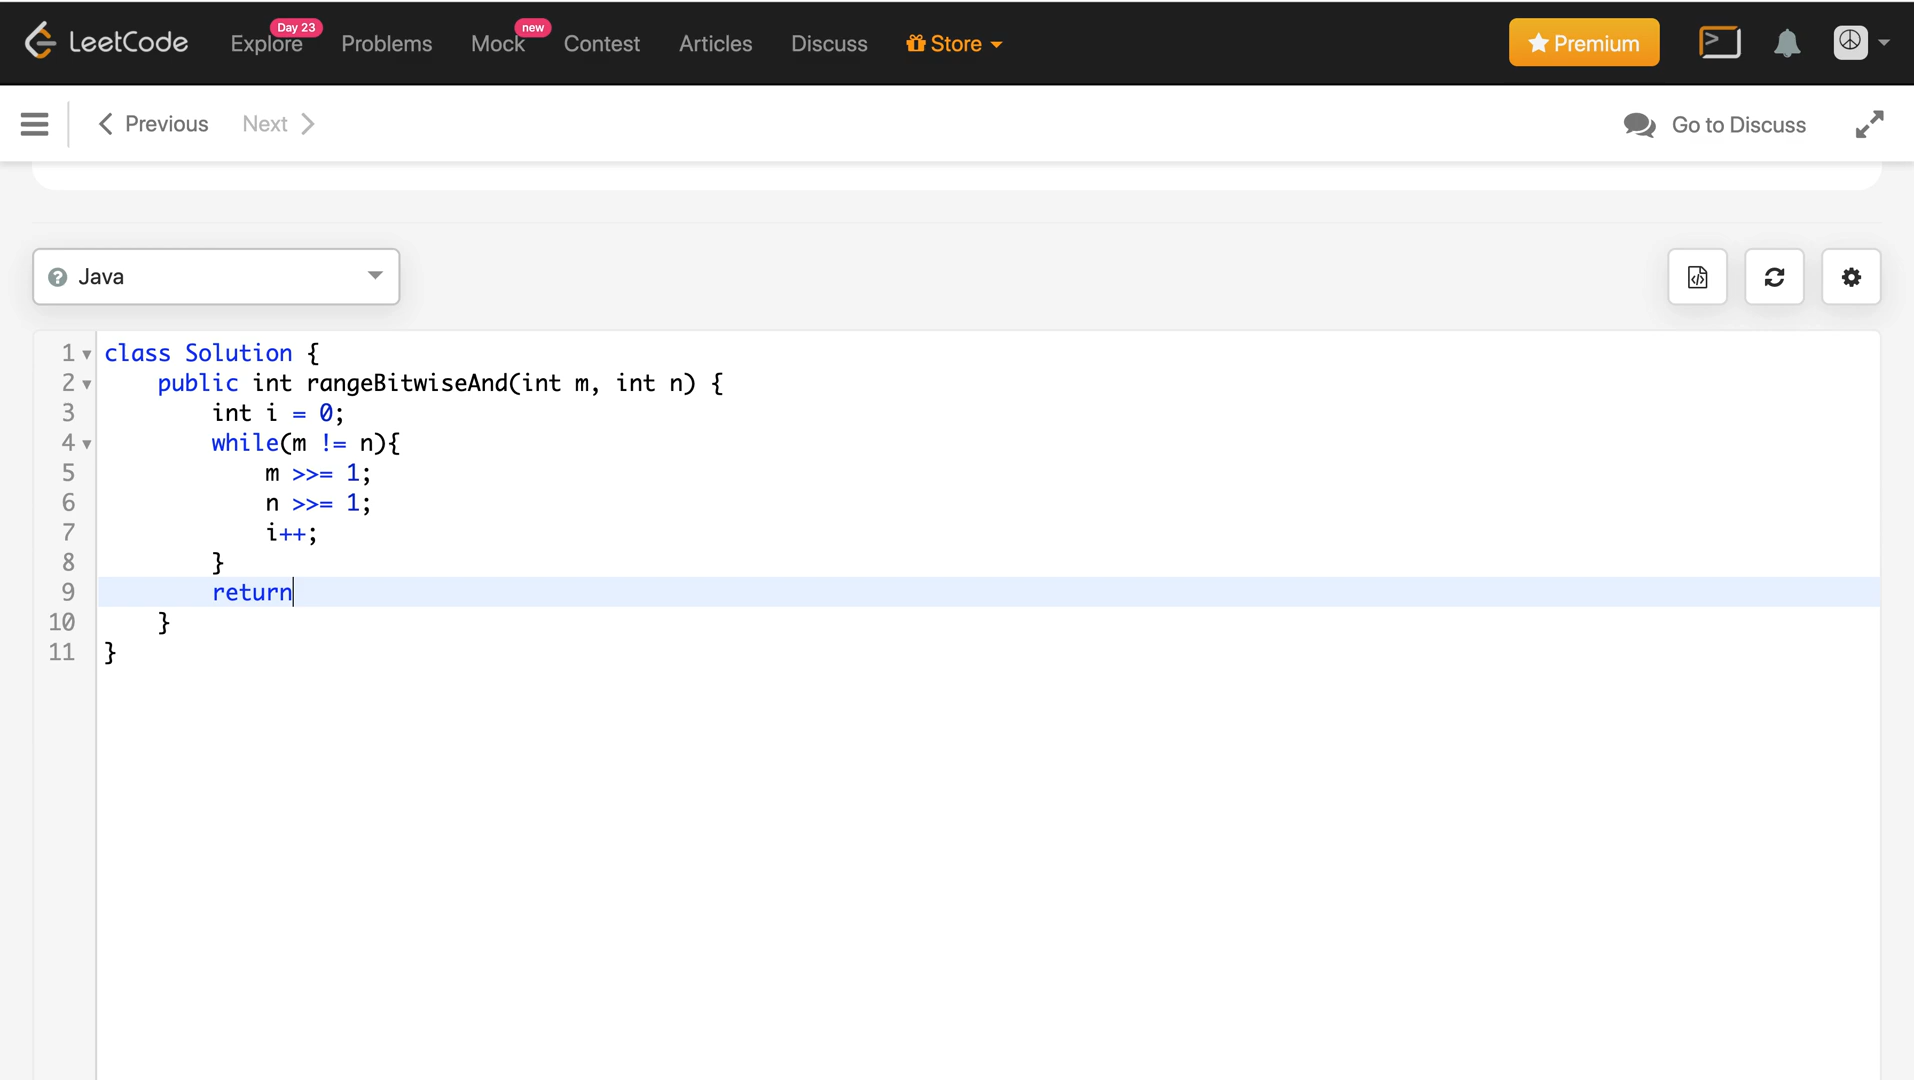 LeetCode Explore Day 23 Problems Mock new Contest Articles Discuss Store Premium
Previous Next Go to Discuss
Java
1 class Solution {
2 public int rangeBitwiseAnd(int m, int n) {
3 int i = 0;
4 while(m != n){
5 m >>= 1;
6 n >>= 1;
7 i++;
8 }
9 return
10 }
11 }